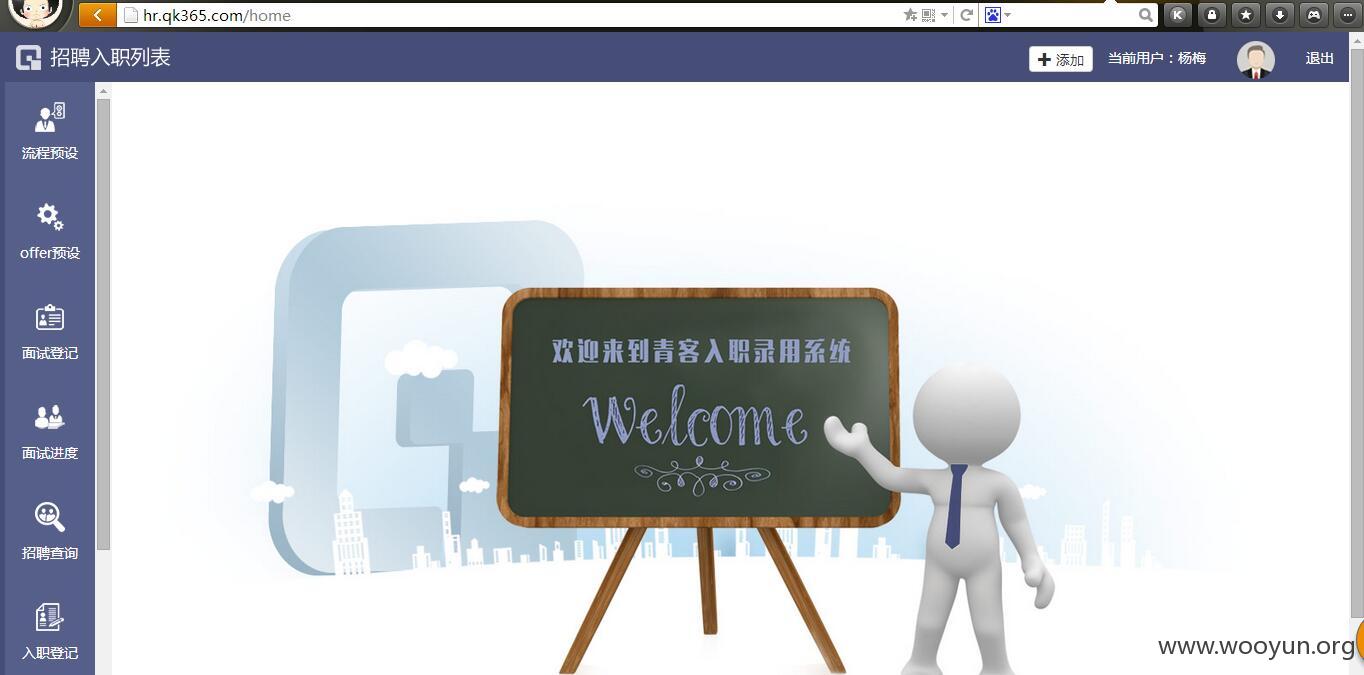 hr.qk365.com/home
招聘入职列表
添加
当前用户：杨梅
退出
流程预设
offer预设
面试登记
面试进度
招聘查询
入职登记
欢迎来到青客入职录用系统
Welcome
www.wooyun.org